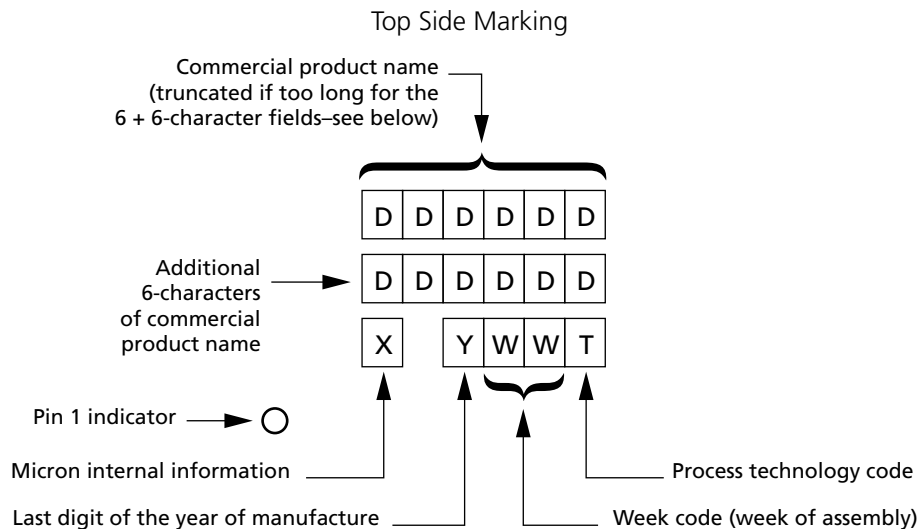 Top Side Marking
Commercial product name
(truncated if too long for the
6 + 6-character fields–see below)
D D D D D D
Additional
6-characters
of commercial
product name
D D D D D D
X Y W W T
Pin 1 indicator
Micron internal information
Process technology code
Last digit of the year of manufacture
Week code (week of assembly)